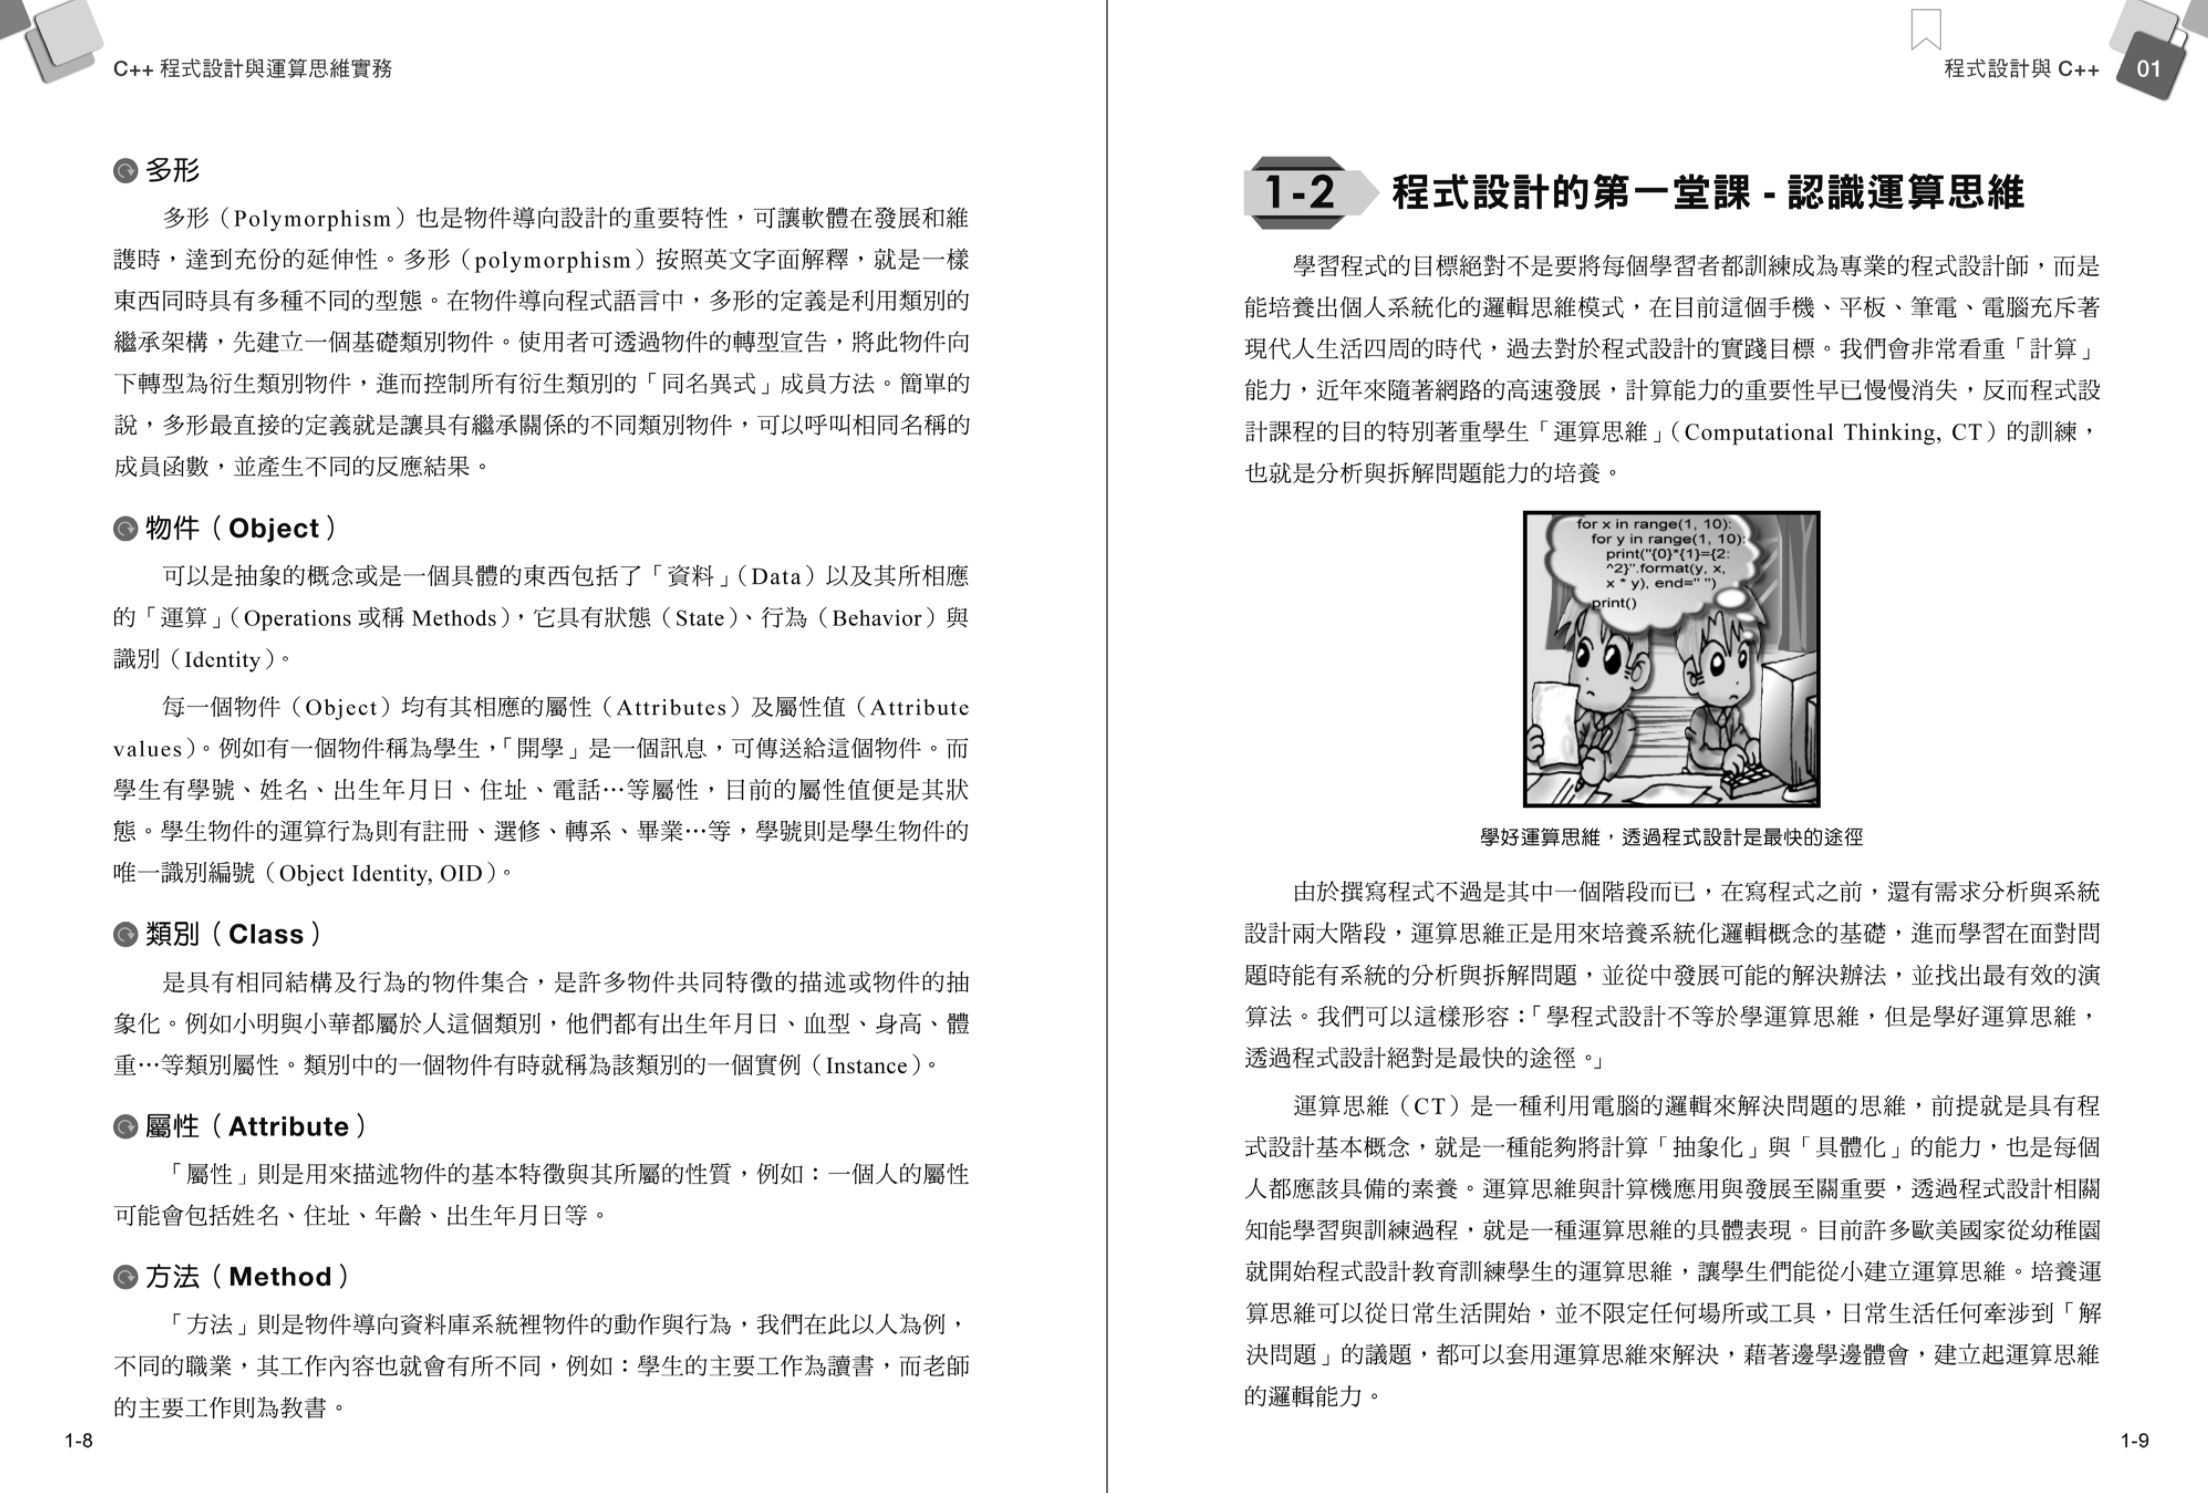 C++ 程式設計與運算思維實務
多形
多形（Polymorphism）也是物件導向設計的重要特性，可讓軟體在發展和維
護時，達到充份的延伸性。多形（polymorphism）按照英文字面解釋，就是一樣
東西同時具有多種不同的型態。在物件導向程式語言中，多形的定義是利用類別的
繼承架構，先建立一個基礎類別物件。使用者可透過物件的轉型宣告，將此物件向
下轉型為衍生類別物件，進而控制所有衍生類別的「同名異式」成員方法。簡單的
說，多形最直接的定義就是讓具有繼承關係的不同類別物件，可以呼叫相同名稱的
成員函數，並產生不同的反應結果。
物件（Object）
可以是抽象的概念或是一個具體的東西包括了「資料」（Data）以及其所相應
的「運算」（Operations 或稱 Methods），它具有狀態（State）、行為（Behavior）與
識別（Identity）。
每一個物件（Object）均有其相應的屬性（Attributes）及屬性值（Attribute
values）。例如有一個物件稱為學生，「開學」是一個訊息，可傳送給這個物件。而
學生有學號、姓名、出生年月日、住址、電話…等屬性，目前的屬性值便是其狀
態。學生物件的運算行為則有註冊、選修、轉系、畢業…等，學號則是學生物件的
唯一識別編號（Object Identity, OID）。
類別（Class）
是具有相同結構及行為的物件集合，是許多物件共同特徵的描述或物件的抽
象化。例如小明與小華都屬於人這個類別，他們都有出生年月日、血型、身高、體
重…等類別屬性。類別中的一個物件有時就稱為該類別的一個實例（Instance）。
屬性（Attribute）
「屬性」則是用來描述物件的基本特徵與其所屬的性質，例如：一個人的屬性
可能會包括姓名、住址、年齡、出生年月日等。
方法（Method）
「方法」則是物件導向資料庫系統裡物件的動作與行為，我們在此以人為例，
不同的職業，其工作內容也就會有所不同，例如：學生的主要工作為讀書，而老師
的主要工作則為教書。
1-8
程式設計與 C++
01
1-2 程式設計的第一堂課 - 認識運算思維
學習程式的目標絕對不是要將每個學習者都訓練成為專業的程式設計師，而是
能培養出個人系統化的邏輯思維模式，在目前這個手機、平板、筆電、電腦充斥著
現代人生活四周的時代，過去對於程式設計的實踐目標。我們會非常看重「計算」
能力，近年來隨著網路的高速發展，計算能力的重要性早已慢慢消失，反而程式設
計課程的目的特別著重學生「運算思維」（Computational Thinking, CT）的訓練，
也就是分析與拆解問題能力的培養。
for x in range(1, 10):
for y in range(1, 10):
print("{0}*{1}={2:
^2}".format(y, x,
x * y), end=" ")
print()
學好運算思維，透過程式設計是最快的途徑
由於撰寫程式不過是其中一個階段而已，在寫程式之前，還有需求分析與系統
設計兩大階段，運算思維正是用來培養系統化邏輯概念的基礎，進而學習在面對問
題時能有系統的分析與拆解問題，並從中發展可能的解決辦法，並找出最有效的演
算法。我們可以這樣形容：「學程式設計不等於學運算思維，但是學好運算思維，
透過程式設計絕對是最快的途徑。」
運算思維（CT）是一種利用電腦的邏輯來解決問題的思維，前提就是具有程
式設計基本概念，就是一種能夠將計算「抽象化」與「具體化」的能力，也是每個
人都應該具備的素養。運算思維與計算機應用與發展至關重要，透過程式設計相關
知能學習與訓練過程，就是一種運算思維的具體表現。目前許多歐美國家從幼稚園
就開始程式設計教育訓練學生的運算思維，讓學生們能從小建立運算思維。培養運
算思維可以從日常生活開始，並不限定任何場所或工具，日常生活任何牽涉到「解
決問題」的議題，都可以套用運算思維來解決，藉著邊學邊體會，建立起運算思維
的邏輯能力。
1-9